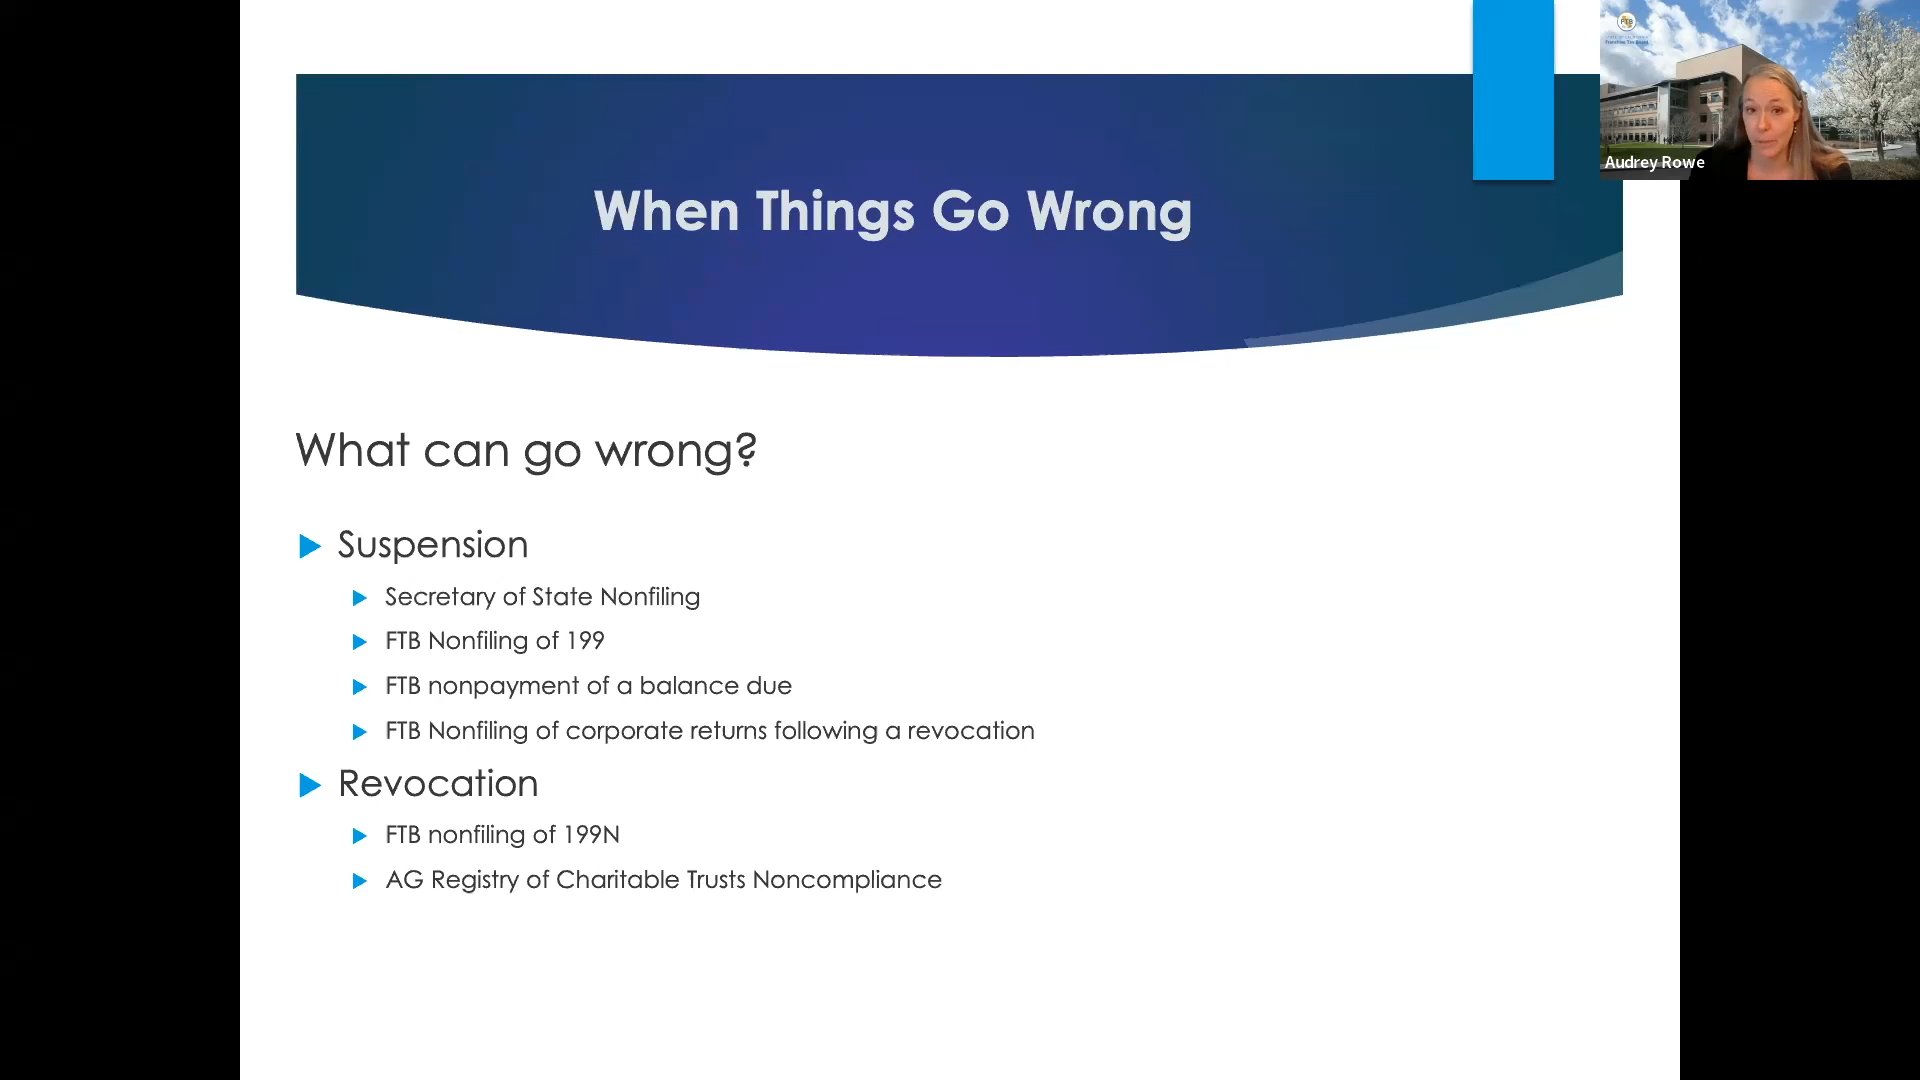 FTB
Audrey Rowe
When Things Go Wrong
What can go wrong?
Suspension
Secretary of State Nonfiling
FTB Nonfiling of 199
FTB nonpayment of a balance due
FTB Nonfiling of corporate returns following a revocation
Revocation
FTB nonfiling of 199N
AG Registry of Charitable Trusts Noncompliance